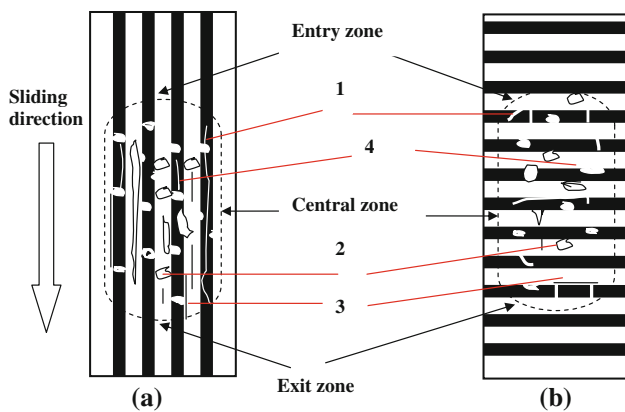 Entry zone
1
Sliding
direction
4
Central zone
2
3
Exit zone
(a)
(b)